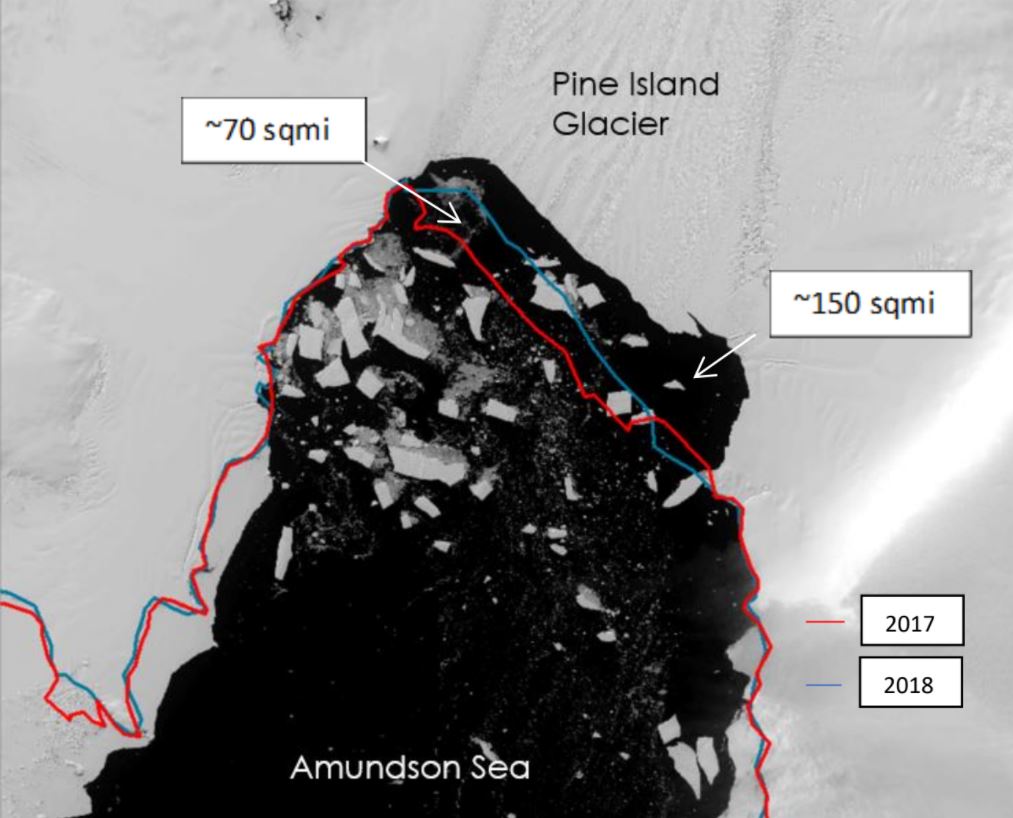 Pine Island
Glacier
~70 sqmi
~150 sqmi
2017
2018
Amundson Sea